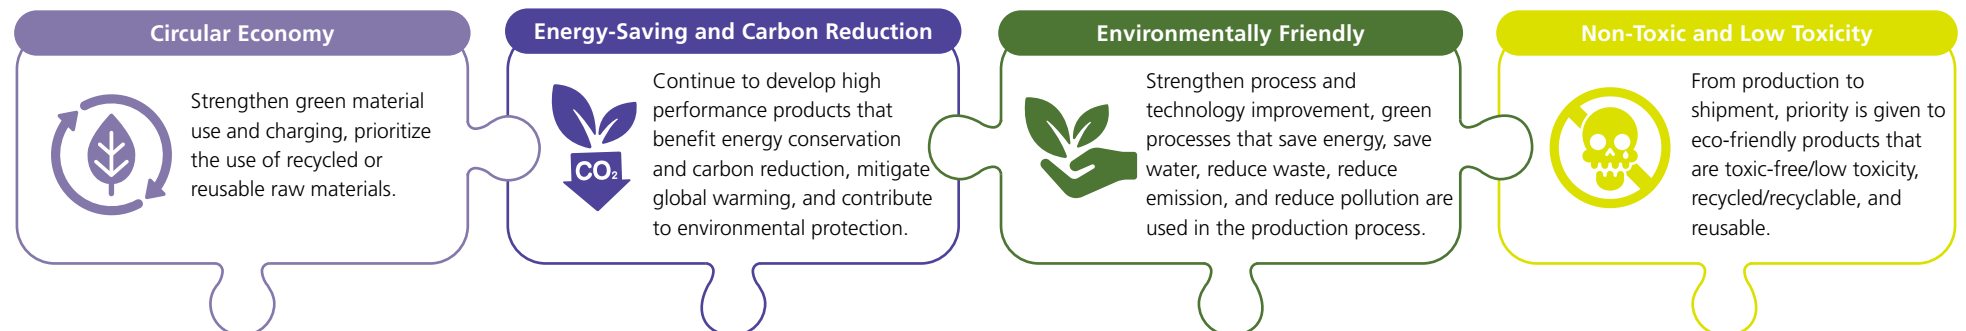 Circular Economy
Strengthen green material
use and charging, prioritize
the use of recycled or
reusable raw materials.
Energy-Saving and Carbon Reduction
CO2
Continue to develop high
performance products that
benefit energy conservation
and carbon reduction, mitigate
global warming, and contribute
to environmental protection.
Environmentally Friendly
Strengthen process and
technology improvement, green
processes that save energy, save
water, reduce waste, reduce
emission, and reduce pollution are
used in the production process.
Non-Toxic and Low Toxicity
From production to
shipment, priority is given to
eco-friendly products that
are toxic-free/low toxicity,
recycled/recyclable, and
reusable.